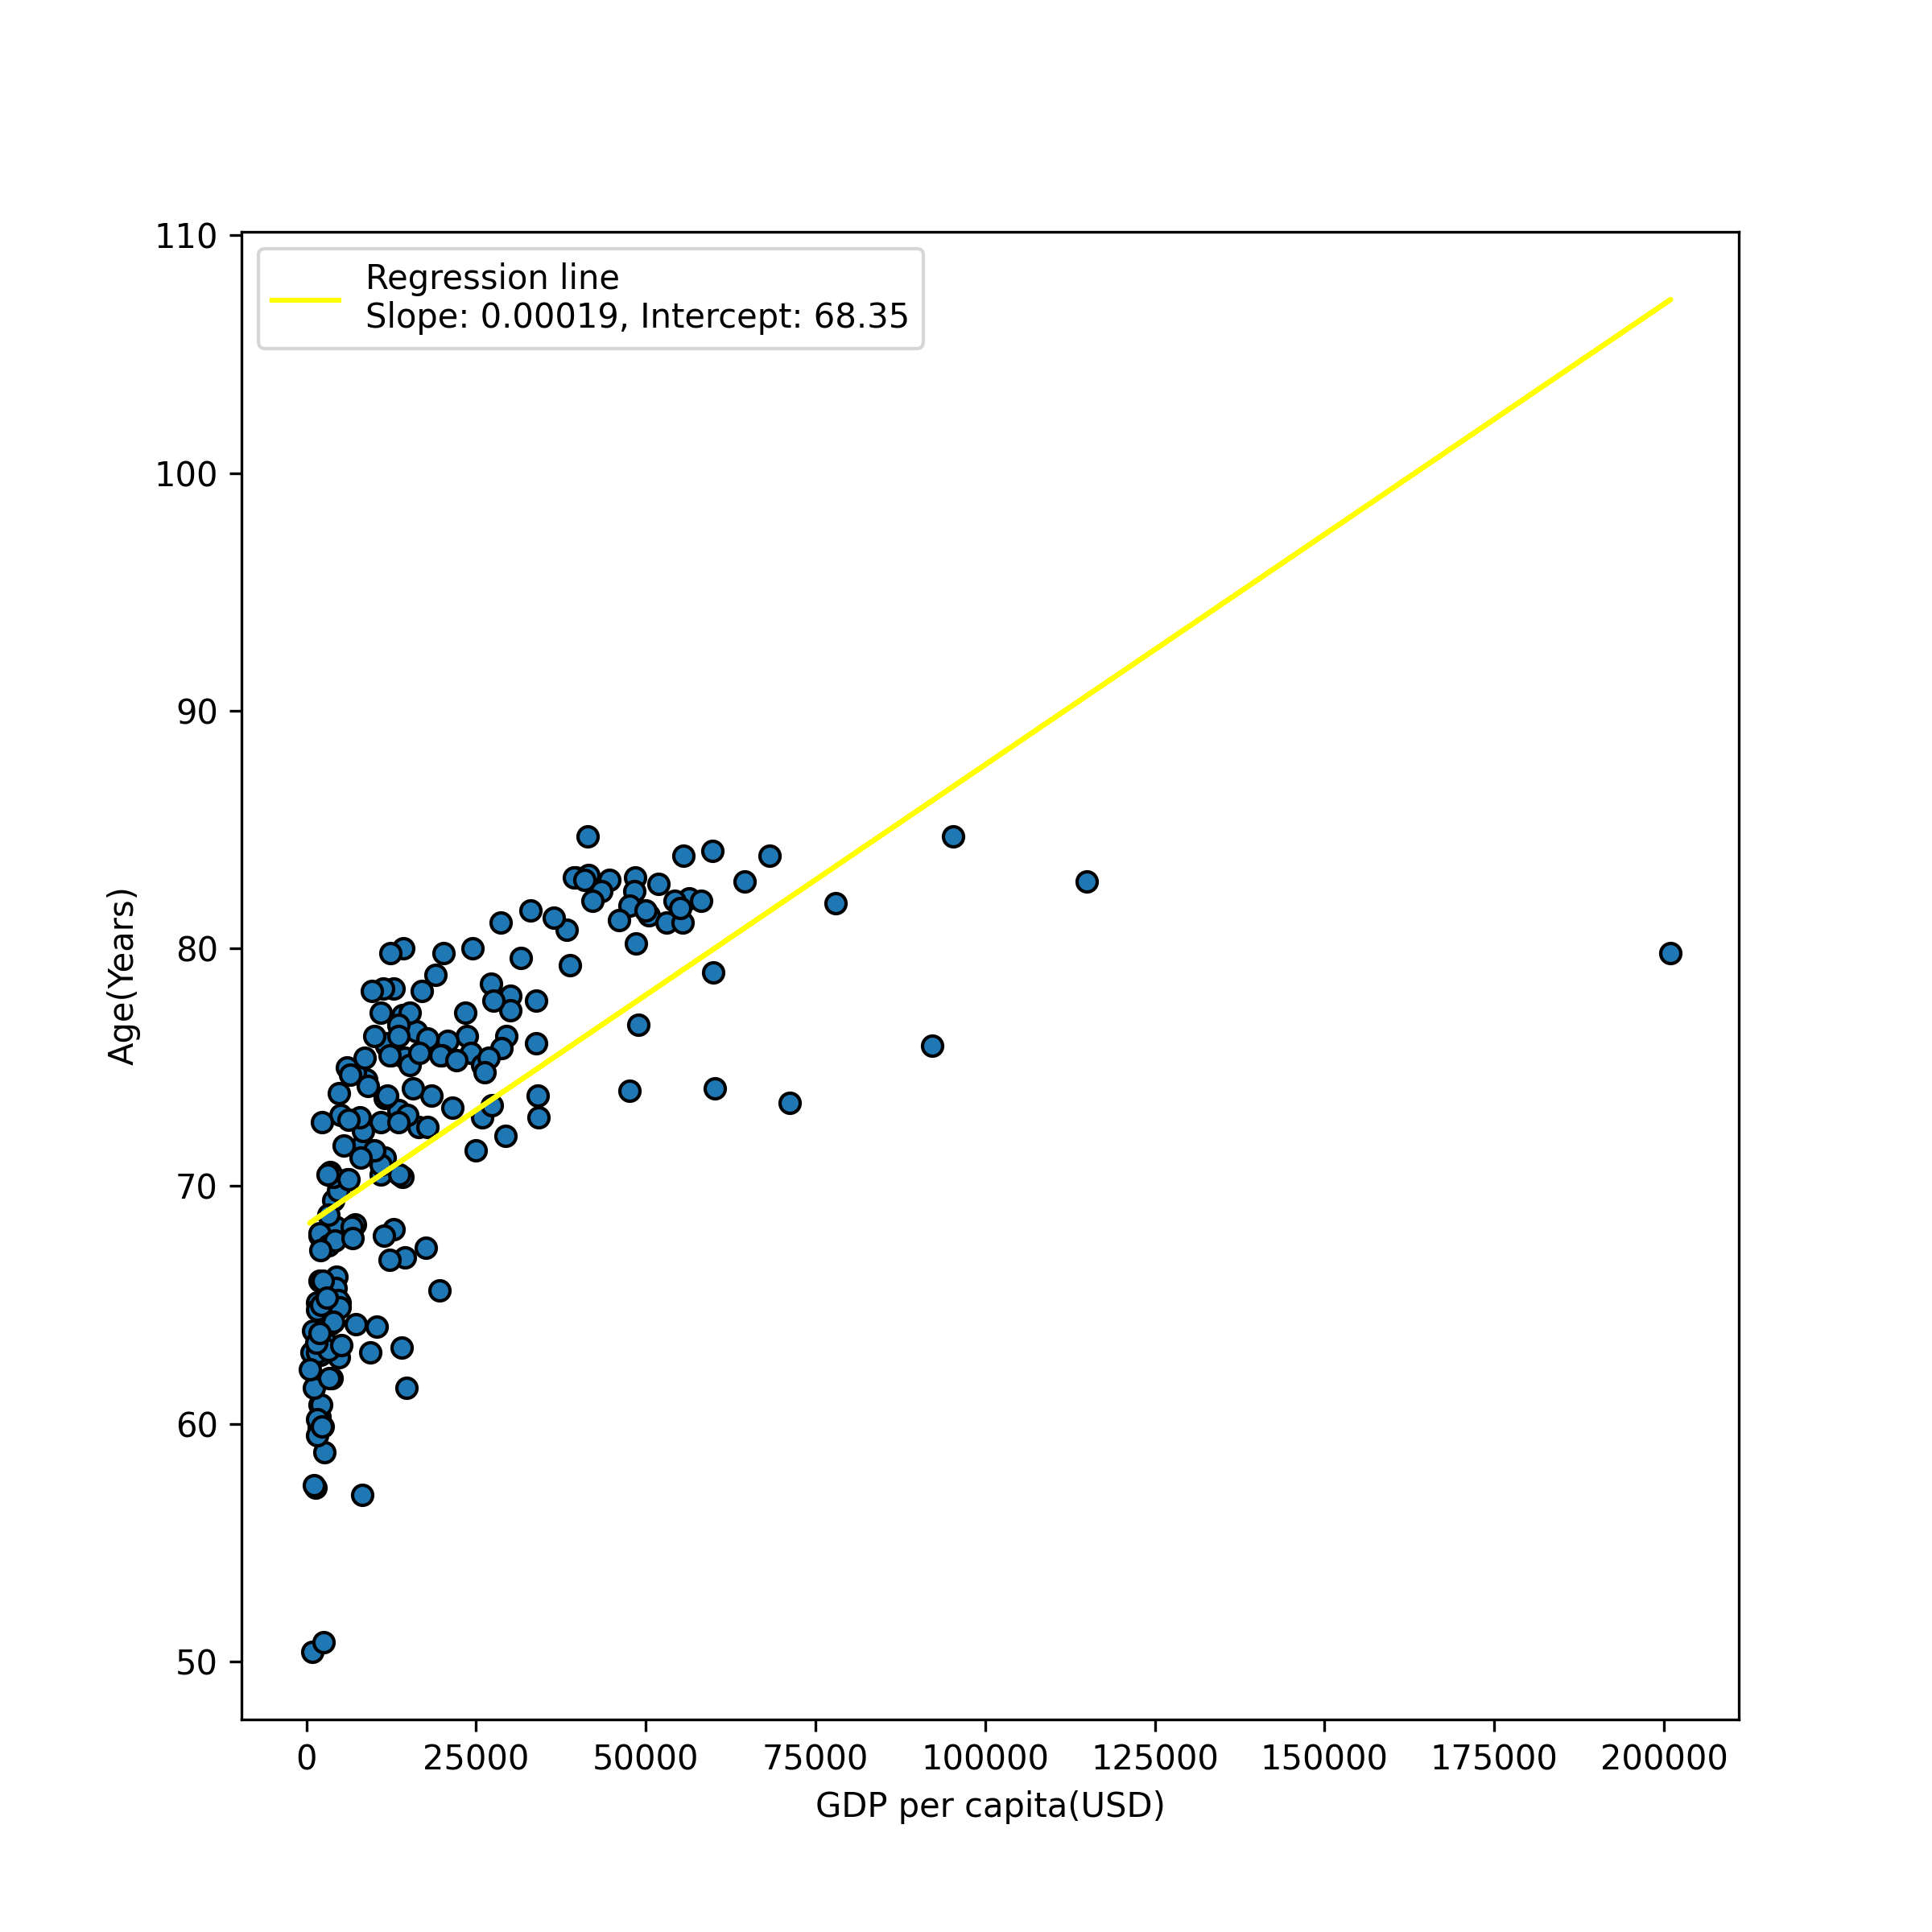 Regression line
Slope: 0.00019, Intercept: 68.35
110
100
90
80
70
60
50
Age(Years)
0 25000 50000 75000 100000 125000 150000 175000 200000
GDP per capita(USD)